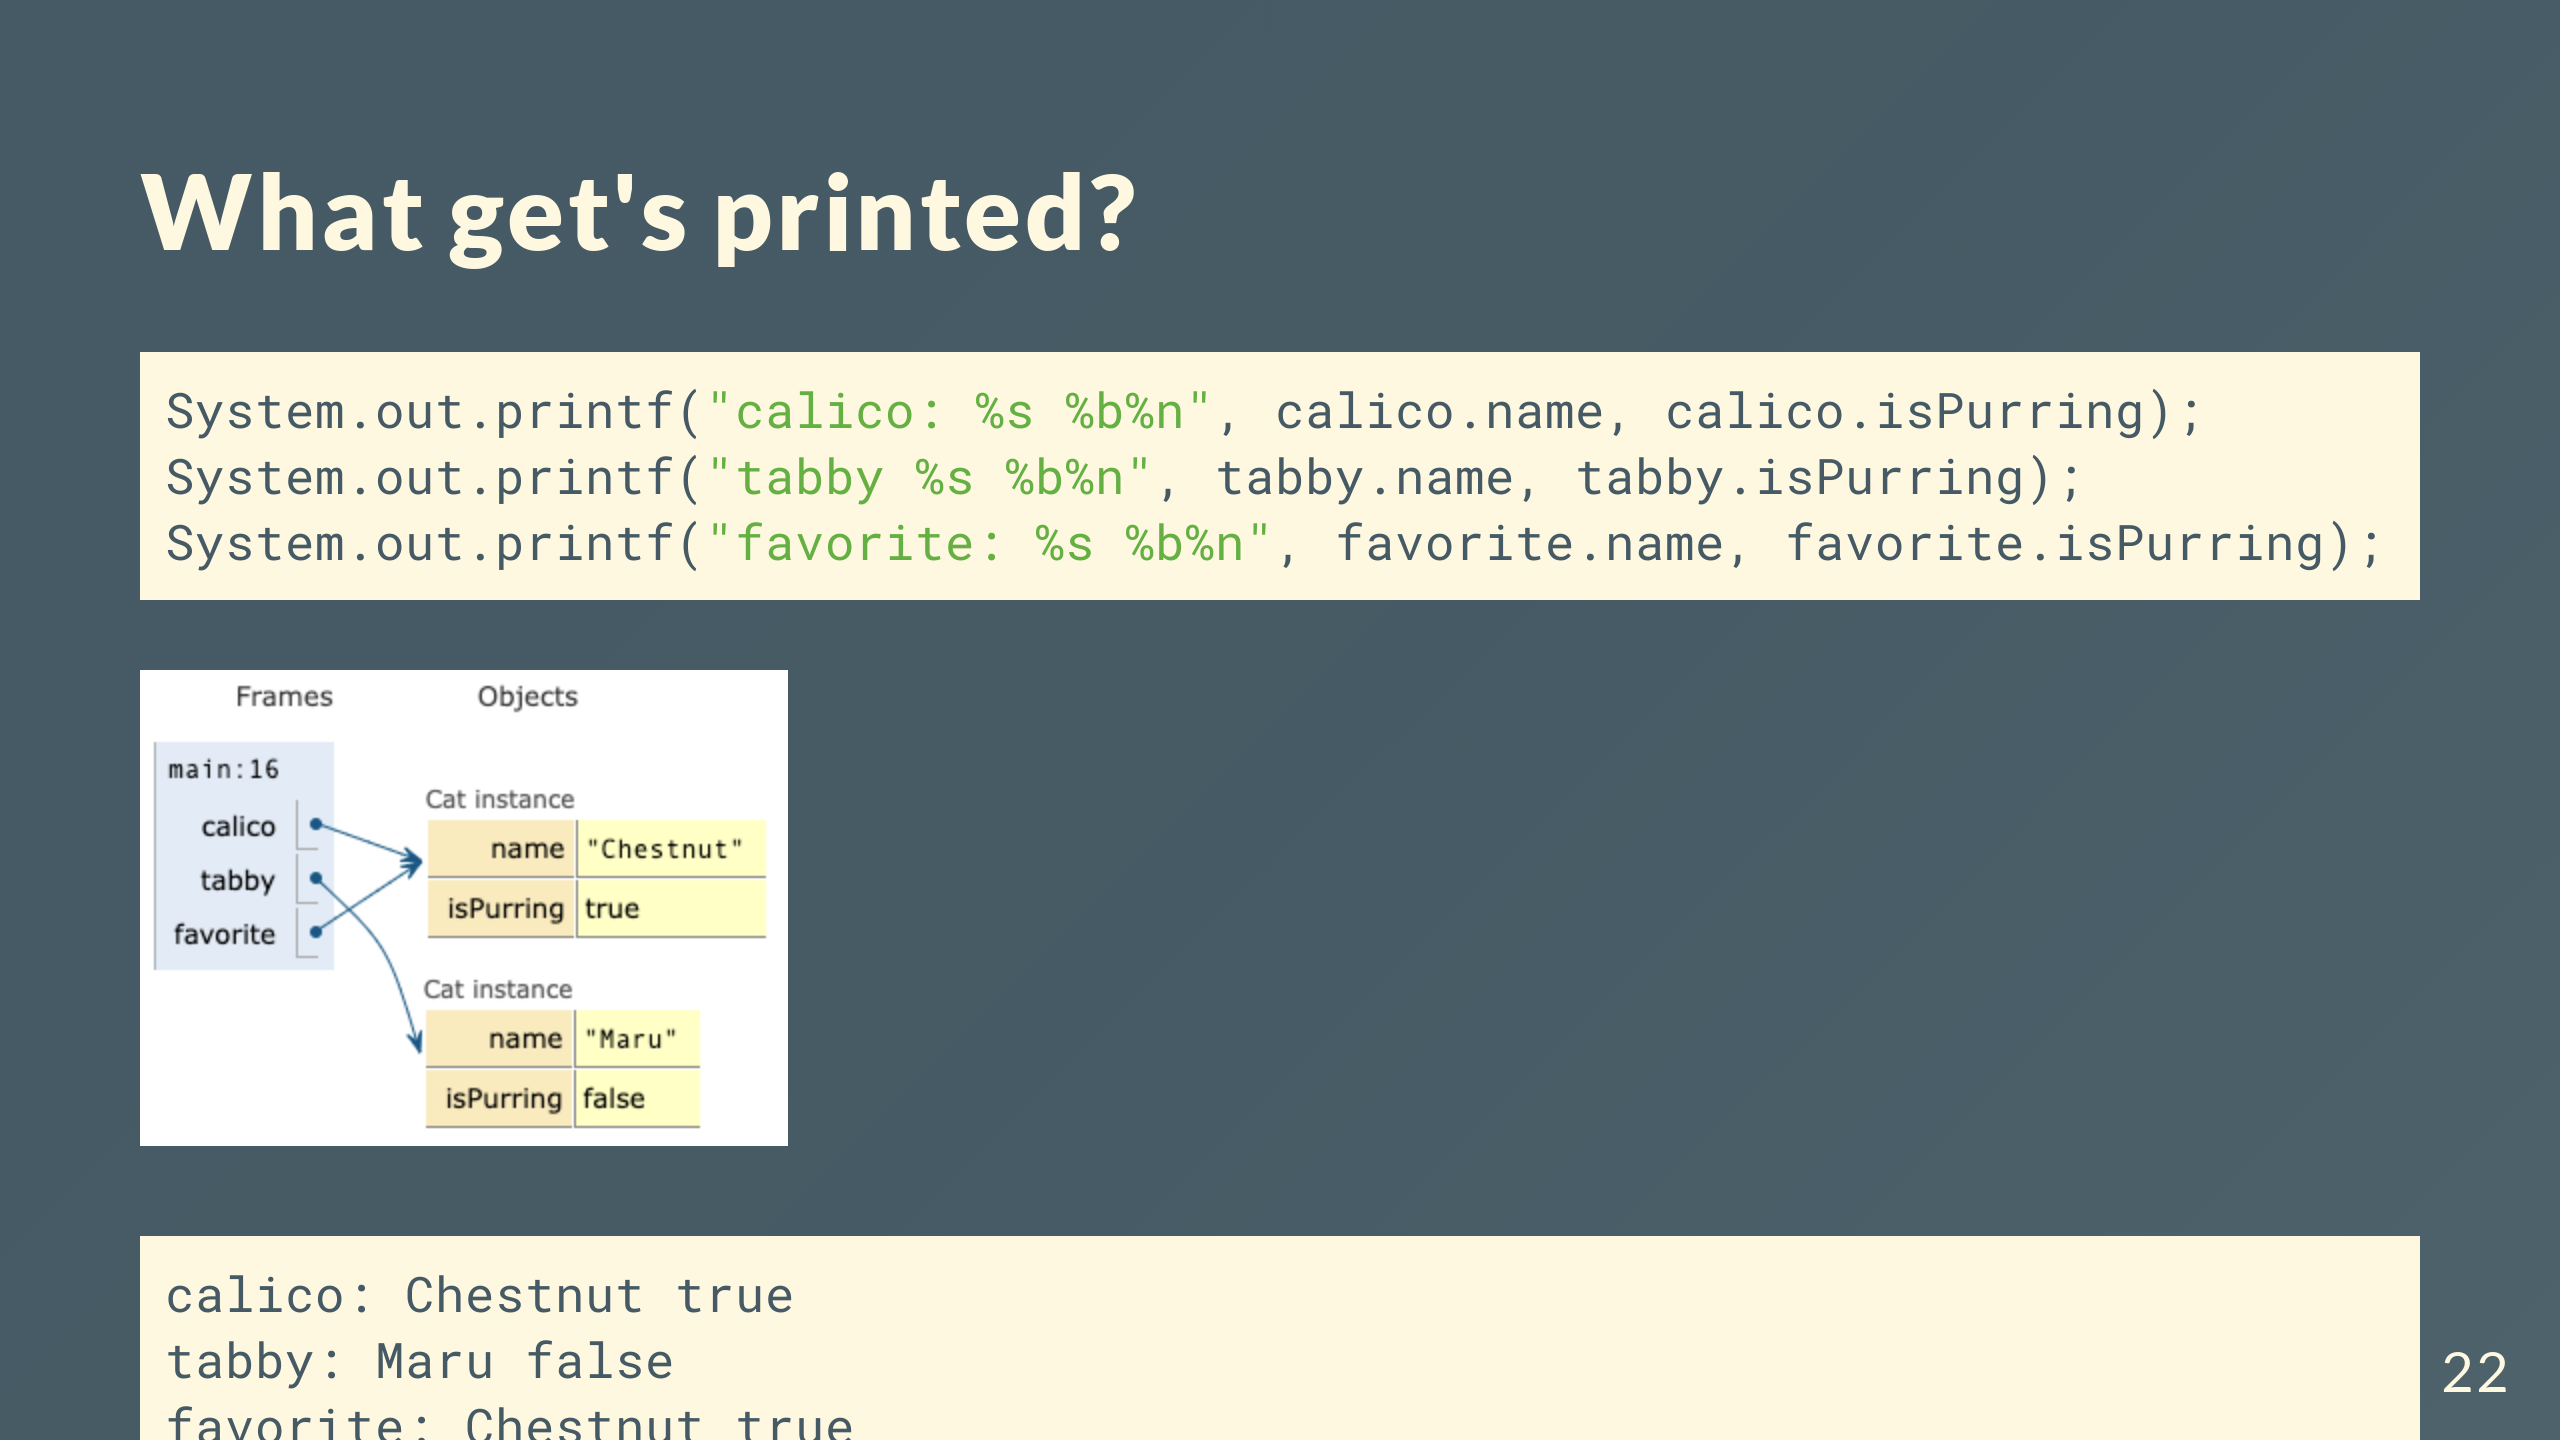 What get's printed?
System.out.printf("calico: %s %b%n", calico.name, calico.isPurring);
System.out.printf("tabby %s %b%n", tabby.name, tabby.isPurring);
System.out.printf("favorite: %s %b%n", favorite.name, favorite.isPurring);
Frames Objects
main:16
calico
tabby
favorite
Cat instance
name "Chestnut"
isPurring true
Cat instance
name "Maru"
isPurring false
calico: Chestnut true
tabby: Maru false
favorite: Chestnut true
22